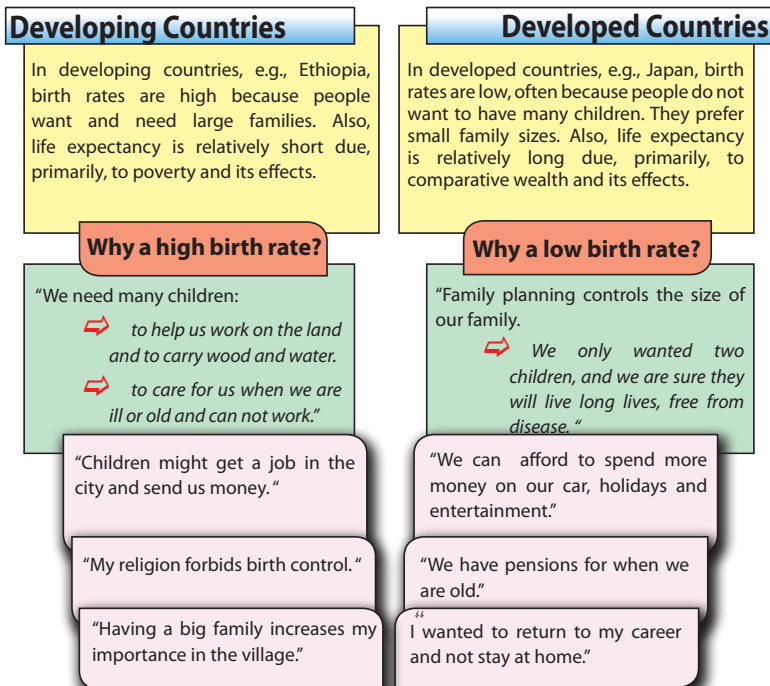 Developing Countries
In developing countries, e.g., Ethiopia,
birth rates are high because people
want and need large families. Also,
life expectancy is relatively short due,
primarily, to poverty and its effects.
Why a high birth rate?
“We need many children:
➪ to help us work on the land
and to carry wood and water.
➪ to care for us when we are
ill or old and can not work.”
“Children might get a job in the
city and send us money. “
“My religion forbids birth control. “
“Having a big family increases my
importance in the village.”
Developed Countries
In developed countries, e.g., Japan, birth
rates are low, often because people do not
want to have many children. They prefer
small family sizes. Also, life expectancy
is relatively long due, primarily, to
comparative wealth and its effects.
Why a low birth rate?
“Family planning controls the size of
our family.
➪ We only wanted two
children, and we are sure they
will live long lives, free from
disease. “
“We can afford to spend more
money on our car, holidays and
entertainment.”
“We have pensions for when we
are old.”
“
I wanted to return to my career
and not stay at home.”